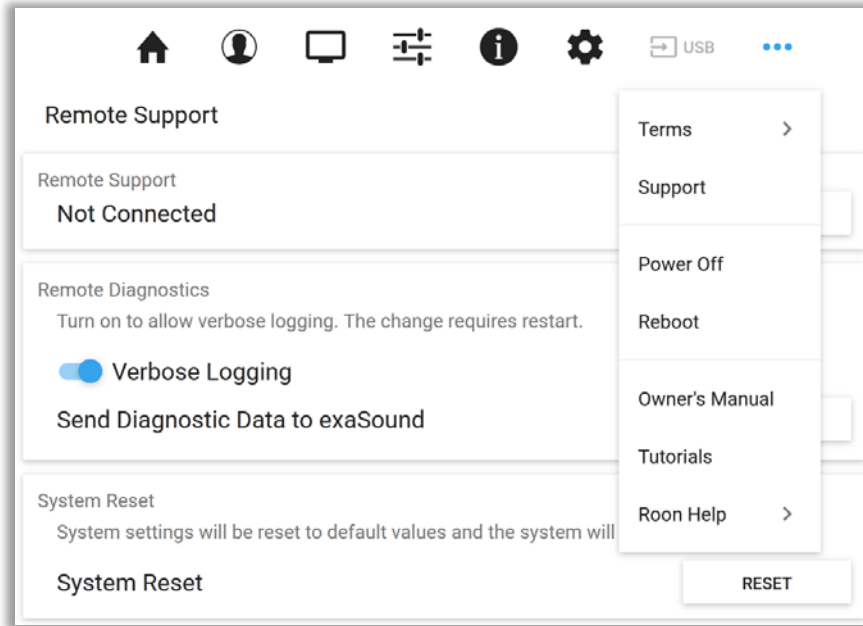 USB
Remote Support
Remote Support
Not Connected
Remote Diagnostics
Turn on to allow verbose logging. The change requires restart.
Verbose Logging
Send Diagnostic Data to exaSound
System Reset
System settings will be reset to default values and the system will
System Reset
RESET
Terms
Support
Power Off
Reboot
Owner's Manual
Tutorials
Roon Help